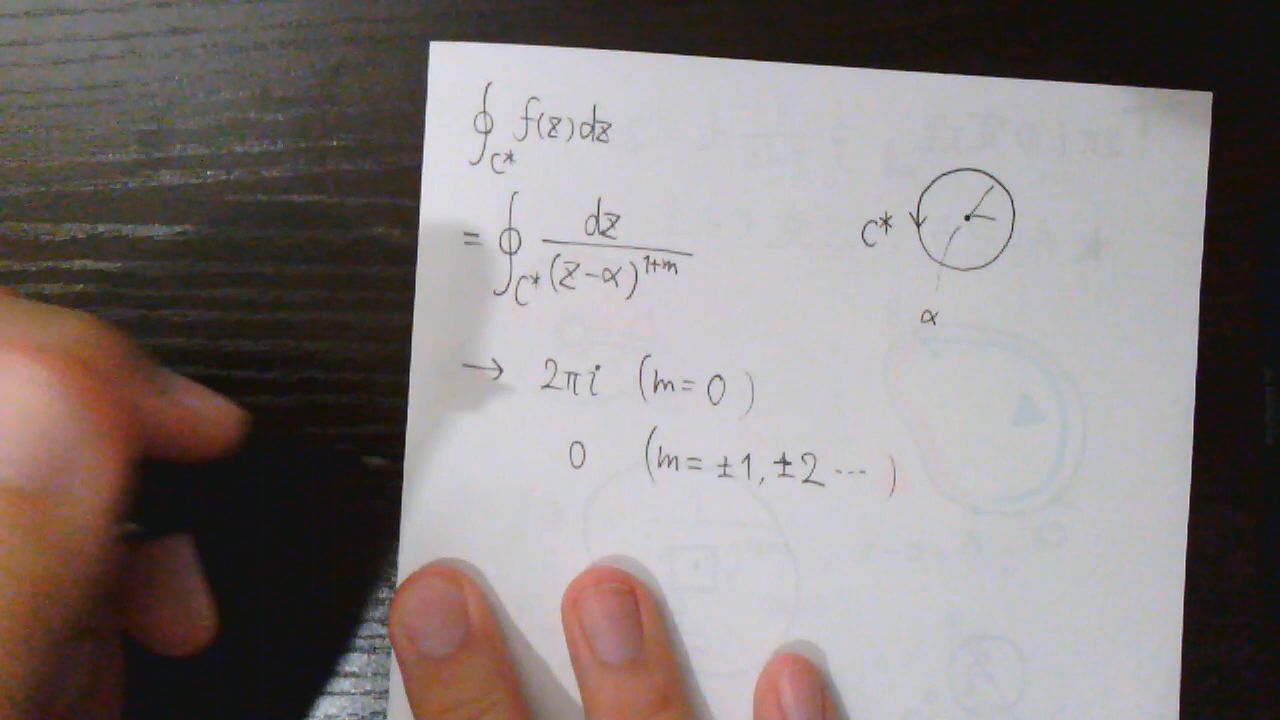 ∮_{C*} f(z)dz
= ∮_{C*} dz/(z-α)^{1+m}
C*
α
→ 2πi (m=0)
0 (m=±1,±2 ⋯)